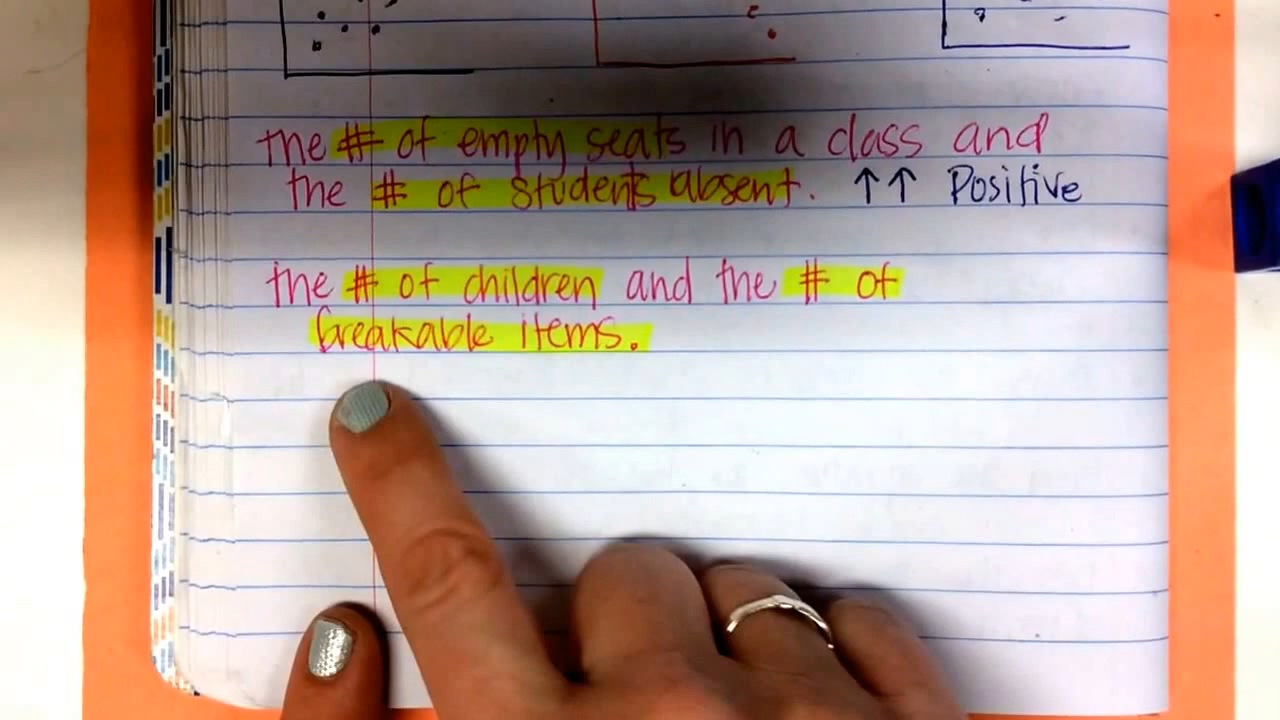 the # of empty seats in a class and
the # of students absent. ↑↑ Positive
the # of children and the # of
breakable items.